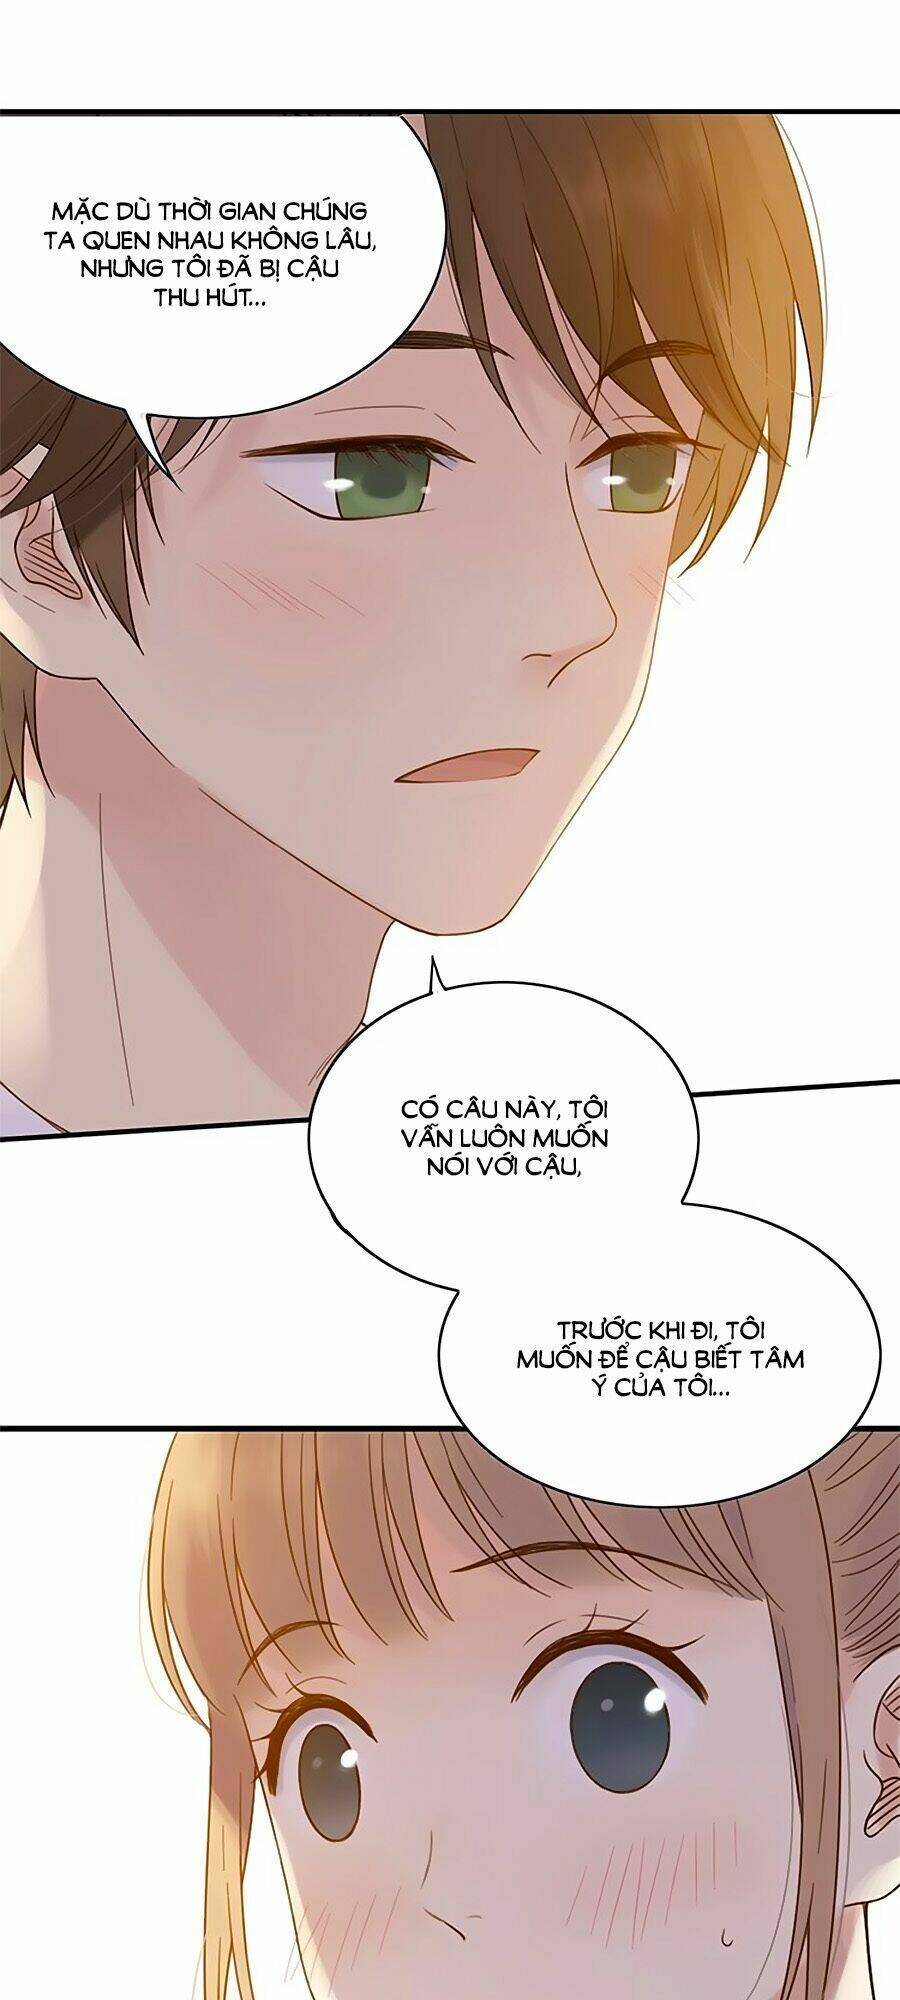 MẶC DÙ THỜI GIAN CHÚNG
TA QUEN NHAU KHÔNG LÂU,
NHƯNG TÔI ĐÃ BỊ CẬU
THU HÚT...
CÓ CÂU NÀY, TÔI
VẪN LUÔN MUỐN
NÓI VỚI CẬU,
TRƯỚC KHI ĐI, TÔI
MUỐN ĐỂ CẬU BIẾT TÂM
Ý CỦA TÔI...